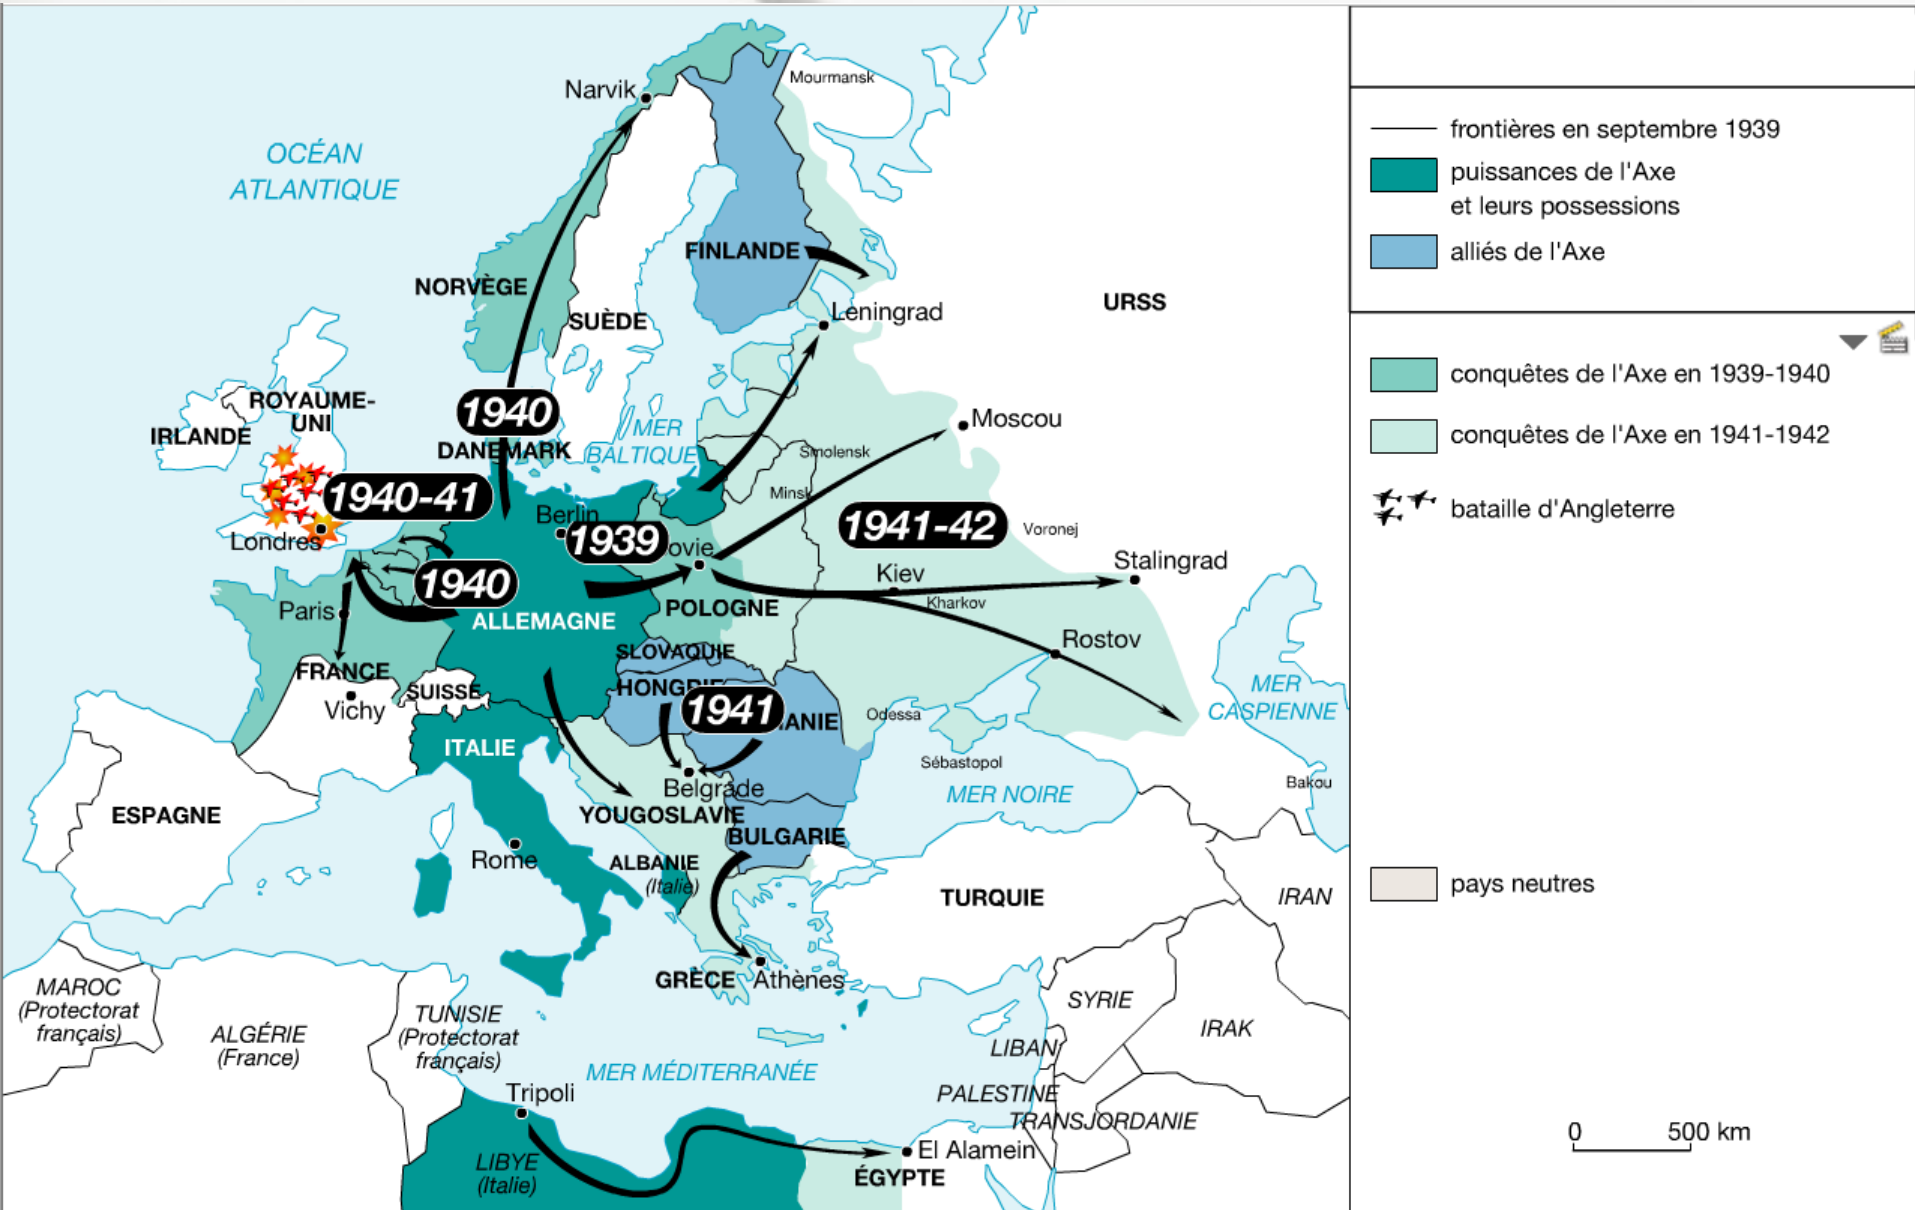 Mourmansk
Narvik
OCÉAN
ATLANTIQUE
FINLANDE
NORVÈGE
SUÈDE
Leningrad
URSS
ROYAUME-
UNI
IRLANDE
1940
DANEMARK
MER
BALTIQUE
Moscou
Smolensk
Minsk
1940-41
Berlin
1939
ovie
1941-42
Voronej
Londres
Stalingrad
1940
Kiev
Kharkov
Paris
ALLEMAGNE
POLOGNE
Rostov
SLOVAQUIE
FRANCE
SUISSE
HONGRIE
Vichy
1941
ANIE
Odessa
MER
CASPIENNE
ITALIE
Sébastopol
Belgrade
MER NOIRE
Bakou
ESPAGNE
YOUGOSLAVIE
BULGARIE
Rome
ALBANIE
(Italie)
TURQUIE
IRAN
GRÈCE
Athènes
MAROC
(Protectorat
français)
ALGÉRIE
(France)
TUNISIE
(Protectorat
français)
SYRIE
IRAK
LIBAN
MER MÉDITERRANÉE
PALESTINE
TRANSJORDANIE
Tripoli
El Alamein
LIBYE
(Italie)
ÉGYPTE
frontières en septembre 1939
puissances de l'Axe
et leurs possessions
alliés de l'Axe
conquêtes de l'Axe en 1939-1940
conquêtes de l'Axe en 1941-1942
bataille d'Angleterre
pays neutres
0 500 km